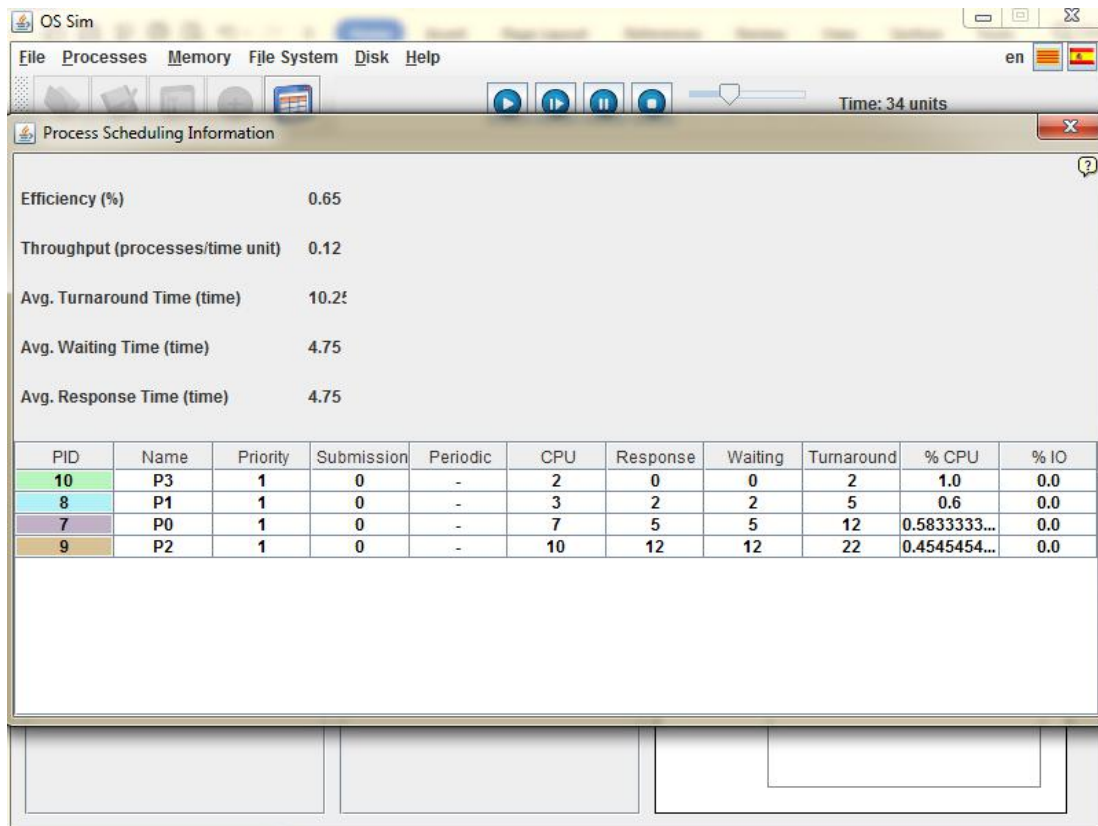 OS Sim
File Processes Memory File System Disk Help en
Time: 34 units
Process Scheduling Information
Efficiency (%) 0.65
Throughput (processes/time unit) 0.12
Avg. Turnaround Time (time) 10.25
Avg. Waiting Time (time) 4.75
Avg. Response Time (time) 4.75
PID Name Priority Submission Periodic CPU Response Waiting Turnaround % CPU % IO
10 P3 1 0 - 2 0 0 2 1.0 0.0
8 P1 1 0 - 3 2 2 5 0.6 0.0
7 P0 1 0 - 7 5 5 12 0.5833333... 0.0
9 P2 1 0 - 10 12 12 22 0.4545454... 0.0